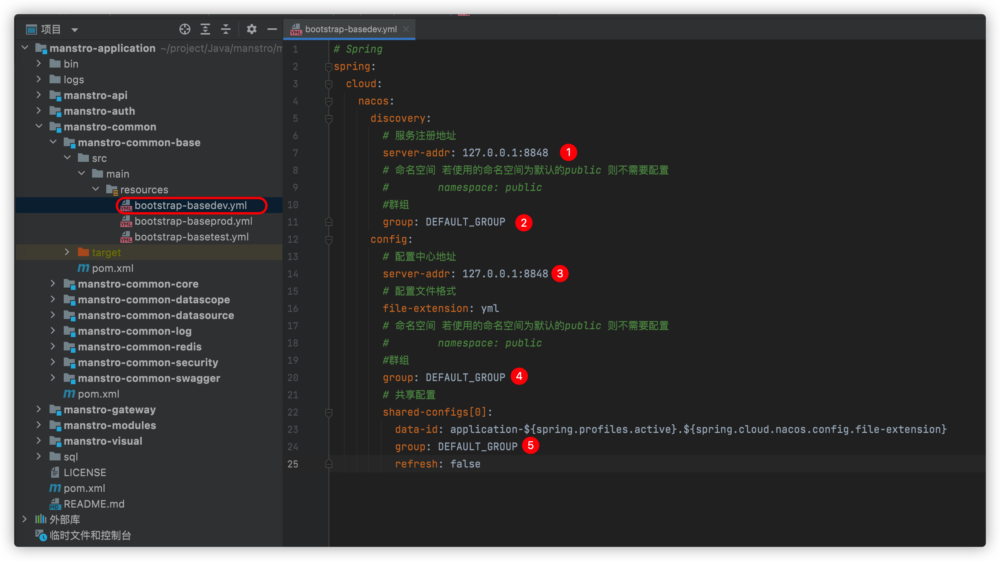 项目
manstro-application ~/project/Java/manstro/m
bin
logs
manstro-api
manstro-auth
manstro-common
manstro-common-base
src
main
resources
bootstrap-basedev.yml
bootstrap-baseprod.yml
bootstrap-basetest.yml
target
pom.xml
manstro-common-core
manstro-common-datascope
manstro-common-datasource
manstro-common-log
manstro-common-redis
manstro-common-security
manstro-common-swagger
pom.xml
manstro-gateway
manstro-modules
manstro-visual
sql
LICENSE
pom.xml
README.md
外部库
临时文件和控制台
bootstrap-basedev.yml
1 # Spring
2 spring:
3 cloud:
4 nacos:
5 discovery:
6 # 服务注册地址
7 server-addr: 127.0.0.1:8848 1
8 # 命名空间 若使用的命名空间为默认的public 则不需要配置
9 # namespace: public
10 #群组
11 group: DEFAULT_GROUP 2
12 config:
13 # 配置中心地址
14 server-addr: 127.0.0.1:8848 3
15 # 配置文件格式
16 file-extension: yml
17 # 命名空间 若使用的命名空间为默认的public 则不需要配置
18 # namespace: public
19 #群组
20 group: DEFAULT_GROUP 4
21 # 共享配置
22 shared-configs[0]:
23 data-id: application-${spring.profiles.active}.${spring.cloud.nacos.config.file-extension}
24 group: DEFAULT_GROUP 5
25 refresh: false